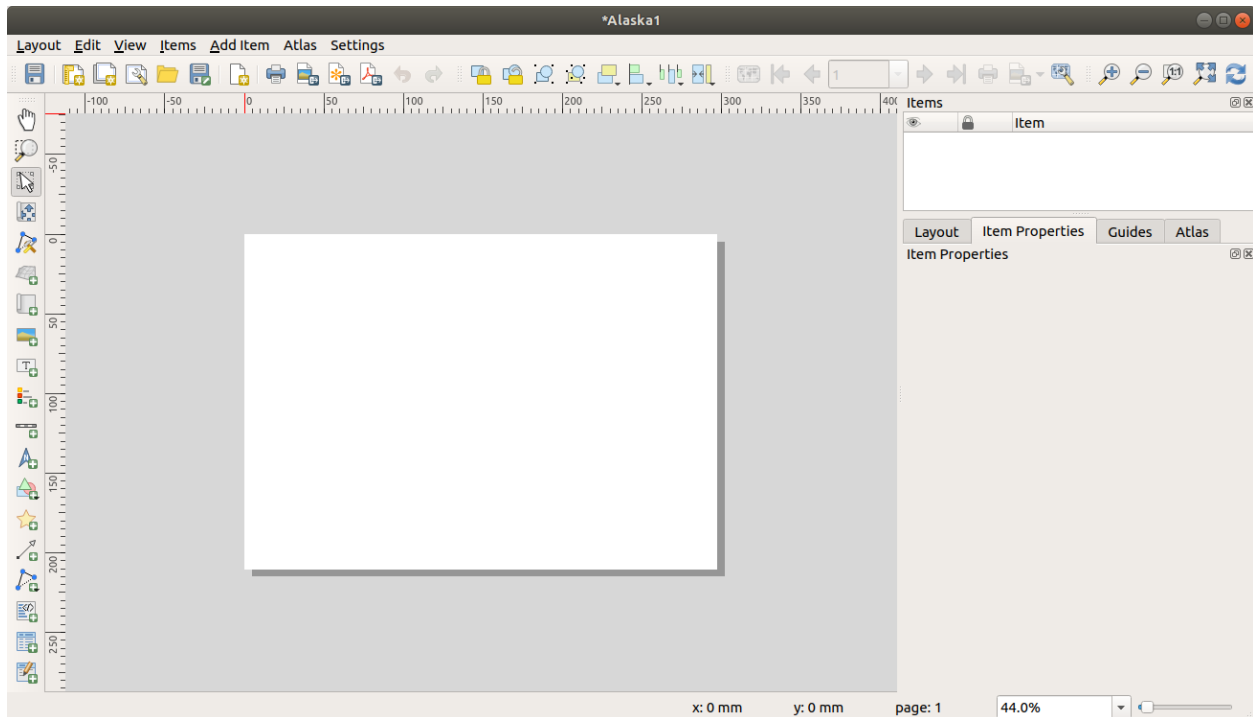 *Alaska1
Layout Edit View Items Add Item Atlas Settings
1
1:1
-100 -50 0 50 100 150 200 250 300 350 400
Items
Item
-50
0
50
100
150
200
250
Layout Item Properties Guides Atlas
Item Properties
T
x: 0 mm y: 0 mm page: 1 44.0%